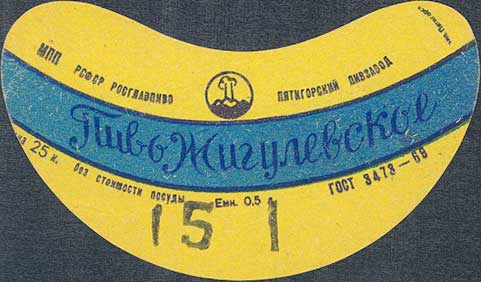 МПП РСФСР РОСГЛАВПИВО
ПЯТИГОРСКИЙ ПИВЗАВОД
Пиво Жигулевское
25 к. без стоимости посуды
Емк. 0.5 л
ГОСТ 3473—69
15 1